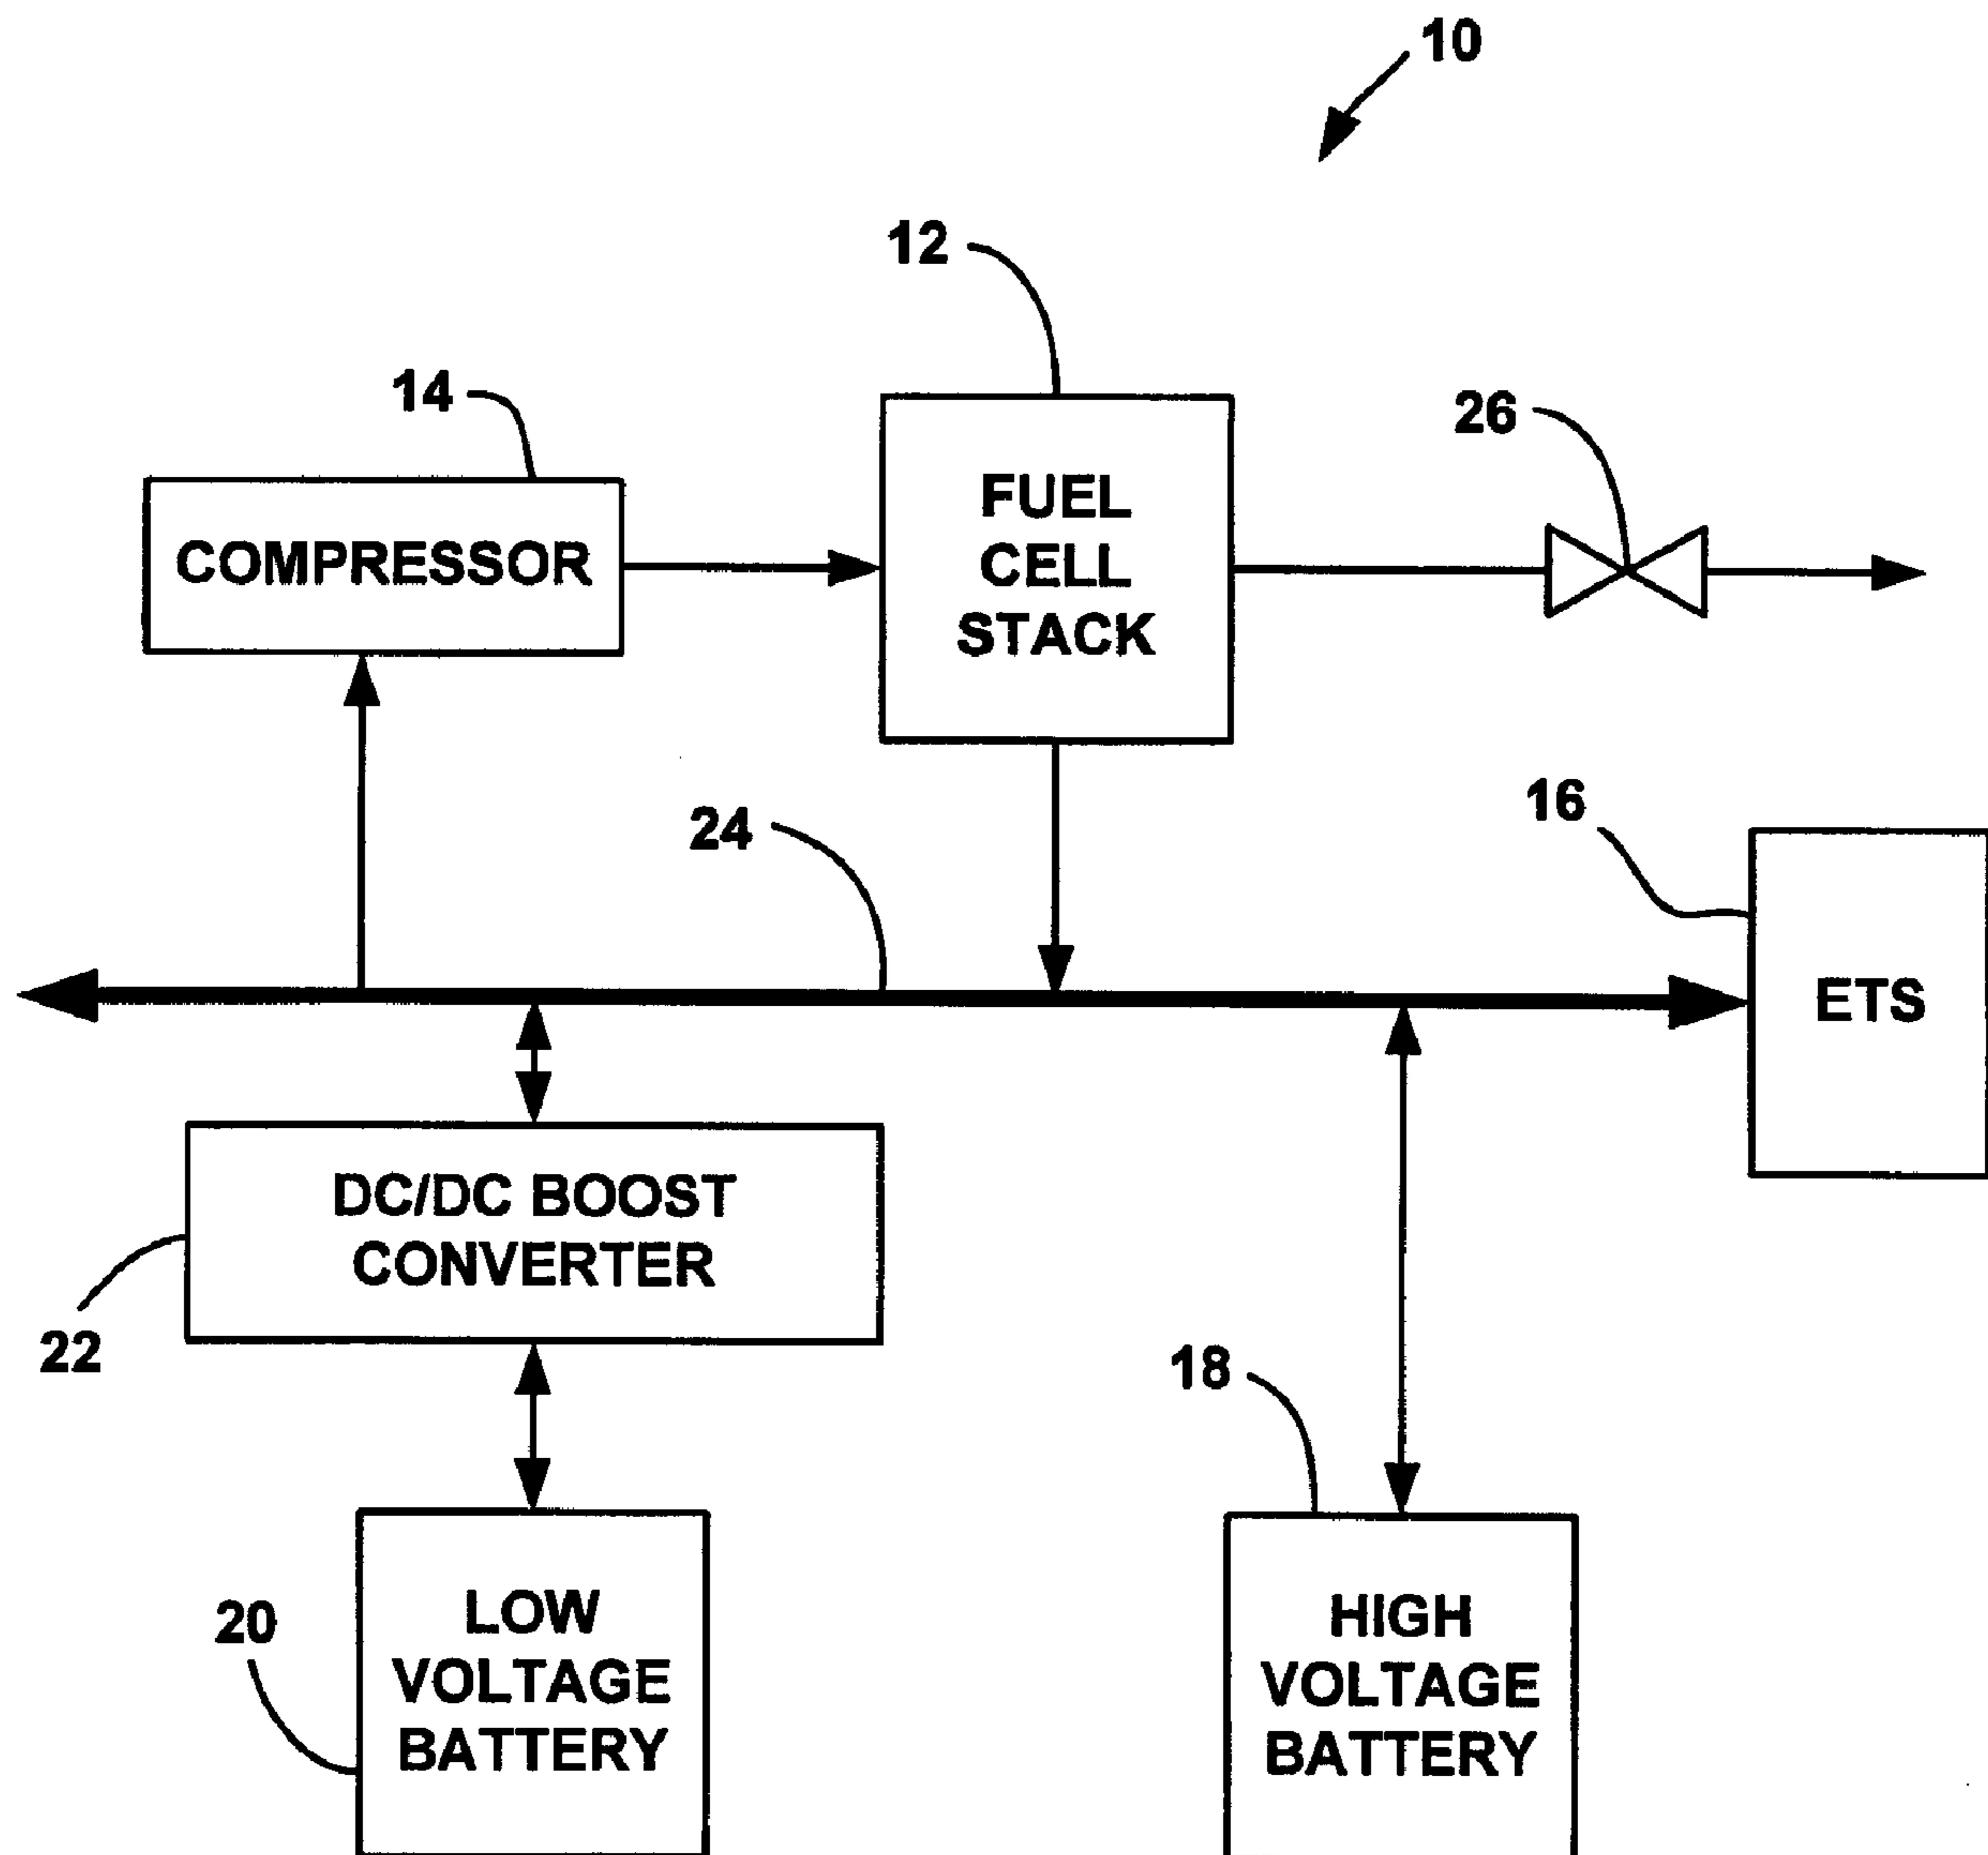 10
12
14
26
COMPRESSOR
FUEL
CELL
STACK
16
24
ETS
DC/DC BOOST
CONVERTER
22
18
20
LOW
VOLTAGE
BATTERY
HIGH
VOLTAGE
BATTERY